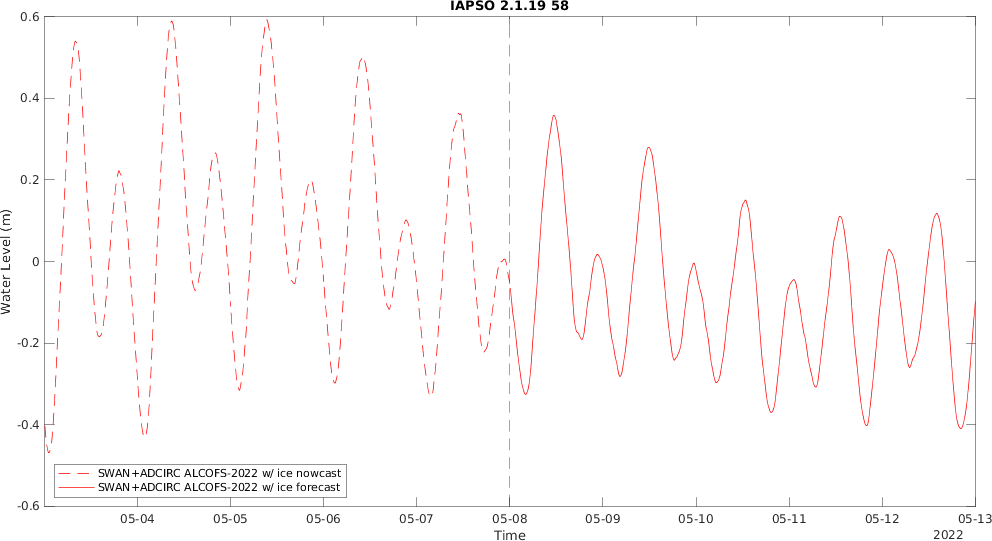 IAPSO 2.1.19 58
0.6
0.4
0.2
0
-0.2
-0.4
-0.6
Water Level (m)
SWAN+ADCIRC ALCOFS-2022 w/ ice nowcast
SWAN+ADCIRC ALCOFS-2022 w/ ice forecast
05-04 05-05 05-06 05-07 05-08 05-09 05-10 05-11 05-12 05-13
Time
2022